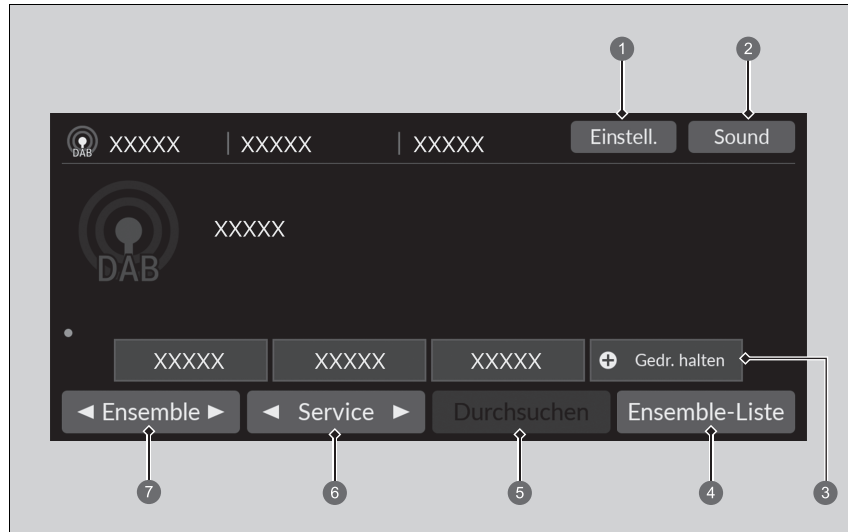 1 2
DAB XXXXX | XXXXX | XXXXX Einstell. Sound
DAB XXXXX
XXXXX XXXXX XXXXX Gedr. halten
◄ Ensemble ► ◄ Service ► Durchsuchen Ensemble-Liste
7 6 5 4 3